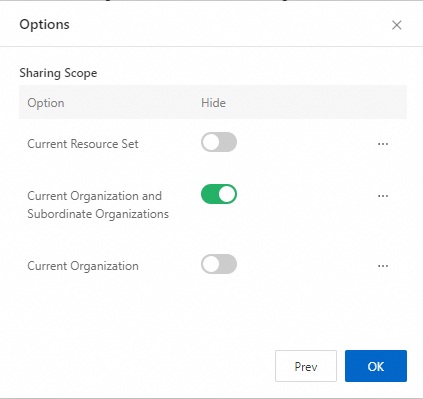 Options
Sharing Scope
Option Hide
Current Resource Set ...
Current Organization and ...
Subordinate Organizations
Current Organization ...
Prev OK